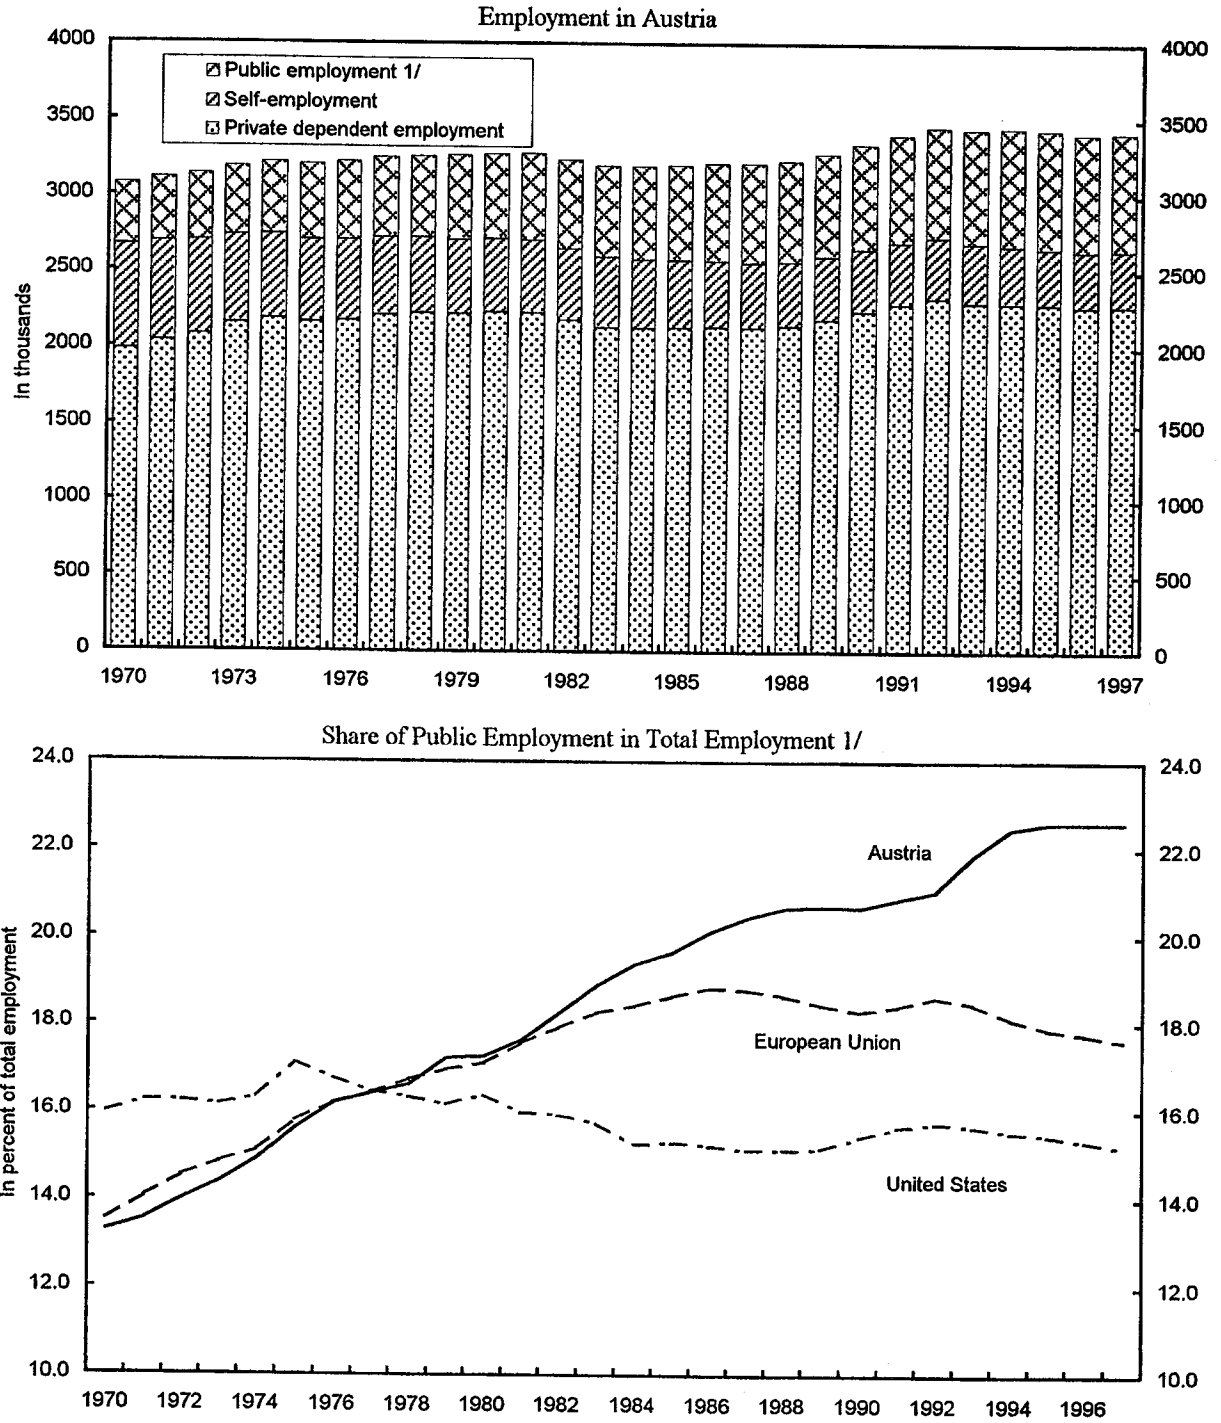 Employment in Austria
4000
3500
3000
2500
2000
1500
1000
500
0
4000
3500
3000
2500
2000
1500
1000
500
0
In thousands
Public employment 1/
Self-employment
Private dependent employment
1970 1973 1976 1979 1982 1985 1988 1991 1994 1997
Share of Public Employment in Total Employment 1/
24.0
22.0
20.0
18.0
16.0
14.0
12.0
10.0
24.0
22.0
20.0
18.0
16.0
14.0
12.0
10.0
In percent of total employment
Austria
European Union
United States
1970 1972 1974 1976 1978 1980 1982 1984 1986 1988 1990 1992 1994 1996